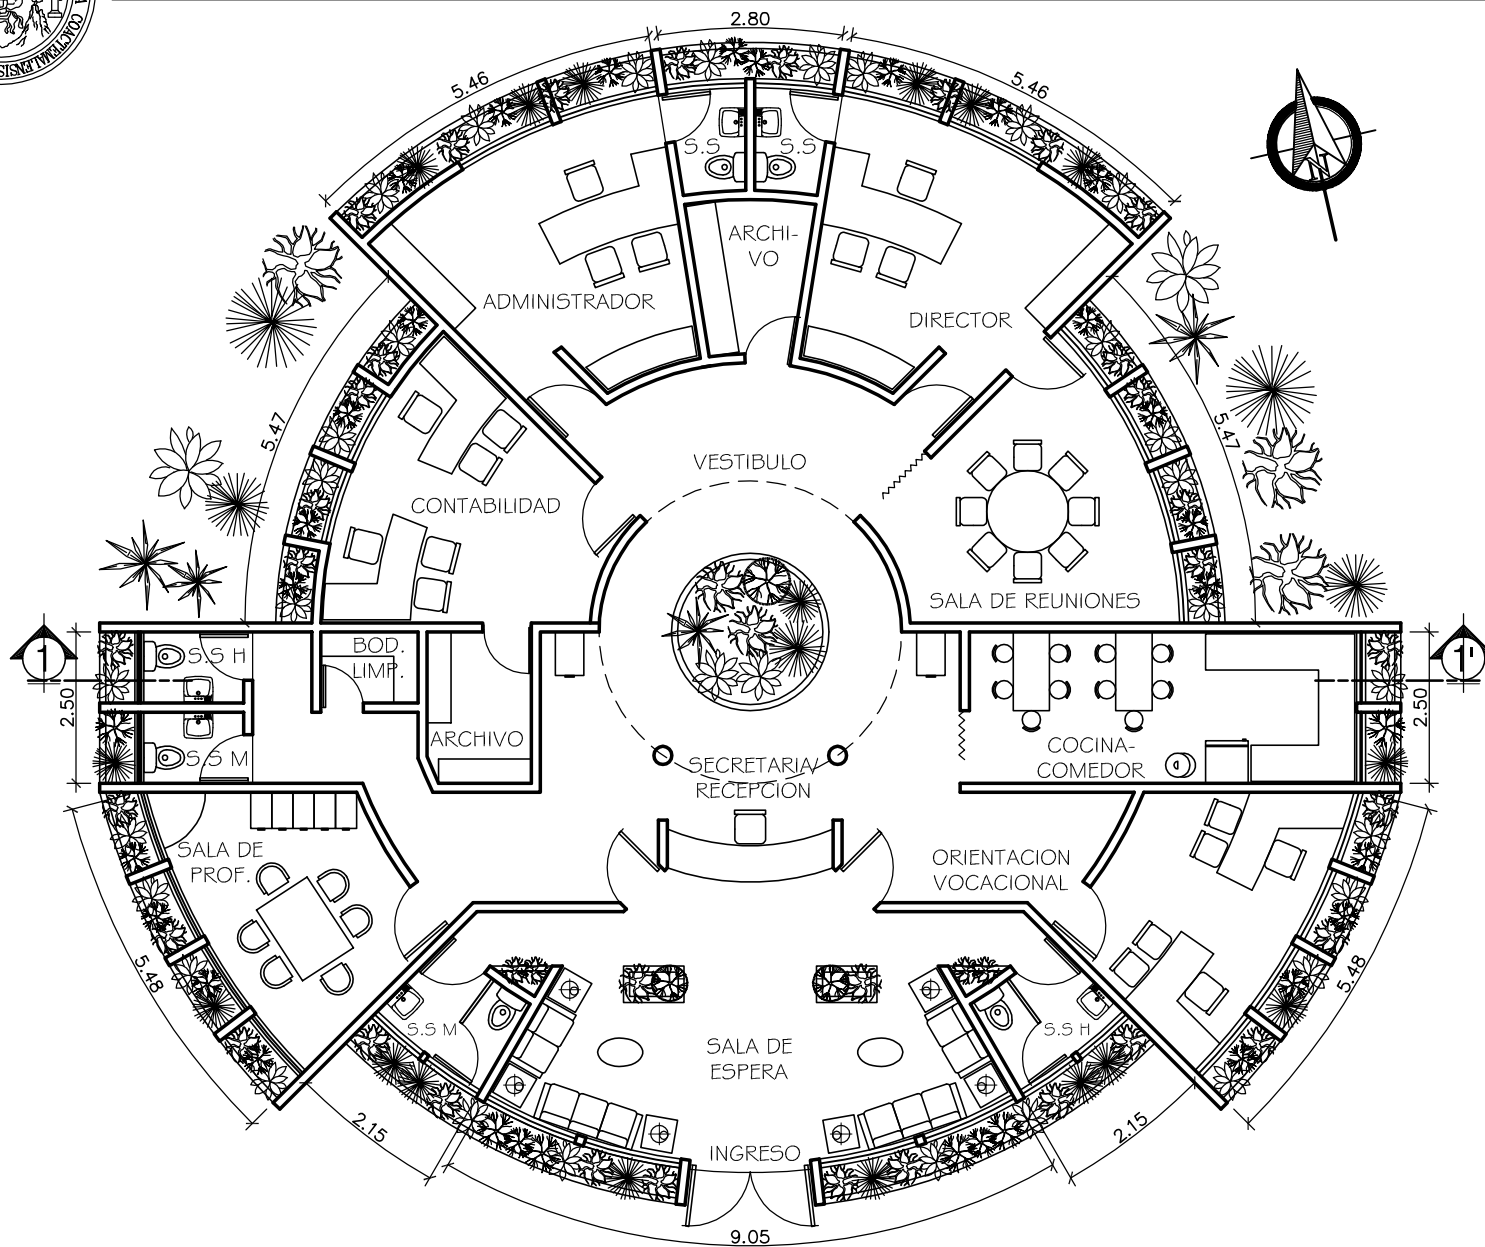 COACTEMALENSIS
2.80
5.46
5.46
N
S.S
S.S
ARCHI-
VO
ADMINISTRADOR
DIRECTOR
5.47
5.47
VESTIBULO
CONTABILIDAD
SALA DE REUNIONES
1
S.S H
BOD.
LIMP.
1'
2.50
2.50
S.S M
ARCHIVO
COCINA-
COMEDOR
SECRETARIA/
RECEPCION
SALA DE
PROF.
ORIENTACION
VOCACIONAL
5.48
5.48
S.S M
S.S H
SALA DE
ESPERA
2.15
2.15
INGRESO
9.05